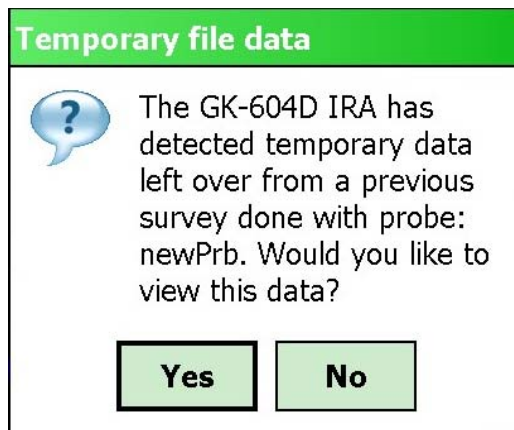 Temporary file data
?
The GK-604D IRA has
detected temporary data
left over from a previous
survey done with probe:
newPrb. Would you like to
view this data?
Yes
No